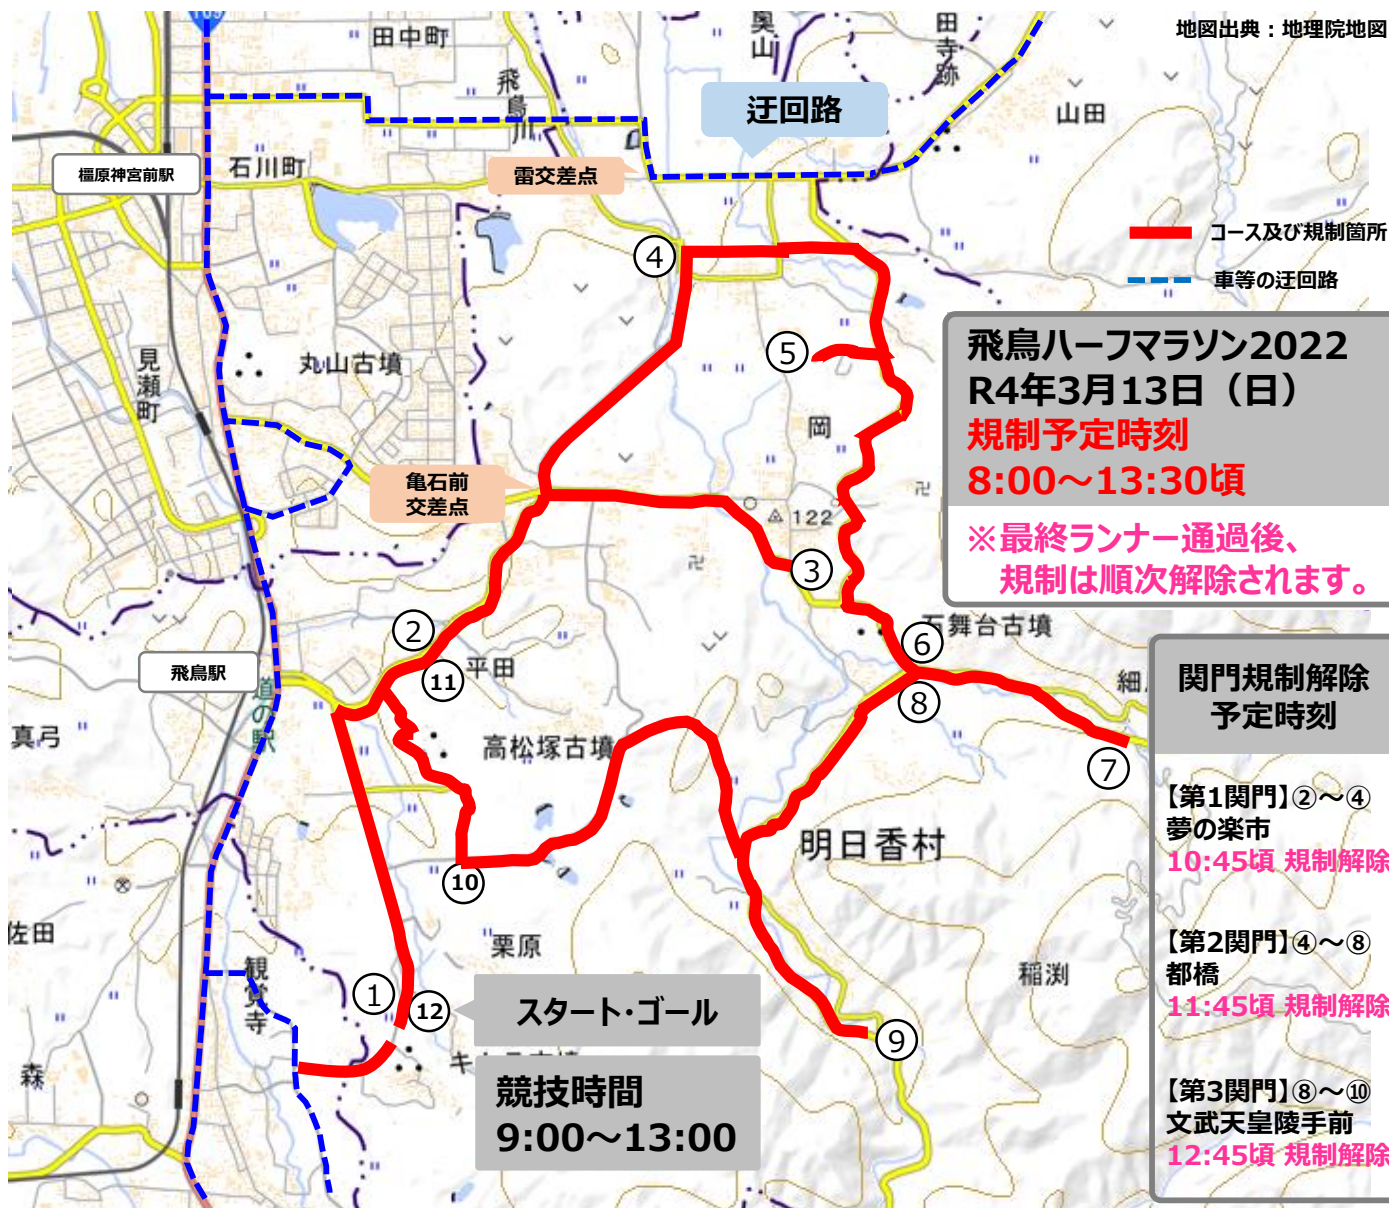 地図出典：地理院地図
169
田中町
奥山
田寺跡
飛鳥川
迂回路
山田
橿原神宮前駅
石川町
雷交差点
コース及び規制箇所
車等の迂回路
④
⑤
見瀬町
丸山古墳
岡
飛鳥ハーフマラソン2022
R4年3月13日（日）
規制予定時刻
8:00～13:30頃
※最終ランナー通過後、
規制は順次解除されます。
亀石前
交差点
122
③
②
⑪
平田
石舞台古墳
⑥
⑧
⑦
細
飛鳥駅
道の駅
真弓
高松塚古墳
関門規制解除
予定時刻
【第1関門】②～④
夢の楽市
10:45頃 規制解除
【第2関門】④～⑧
都橋
11:45頃 規制解除
【第3関門】⑧～⑩
文武天皇陵手前
12:45頃 規制解除
明日香村
⑩
佐田
栗原
観覚寺
稲渕
①
⑫
スタート・ゴール
⑨
キ
森
競技時間
9:00～13:00